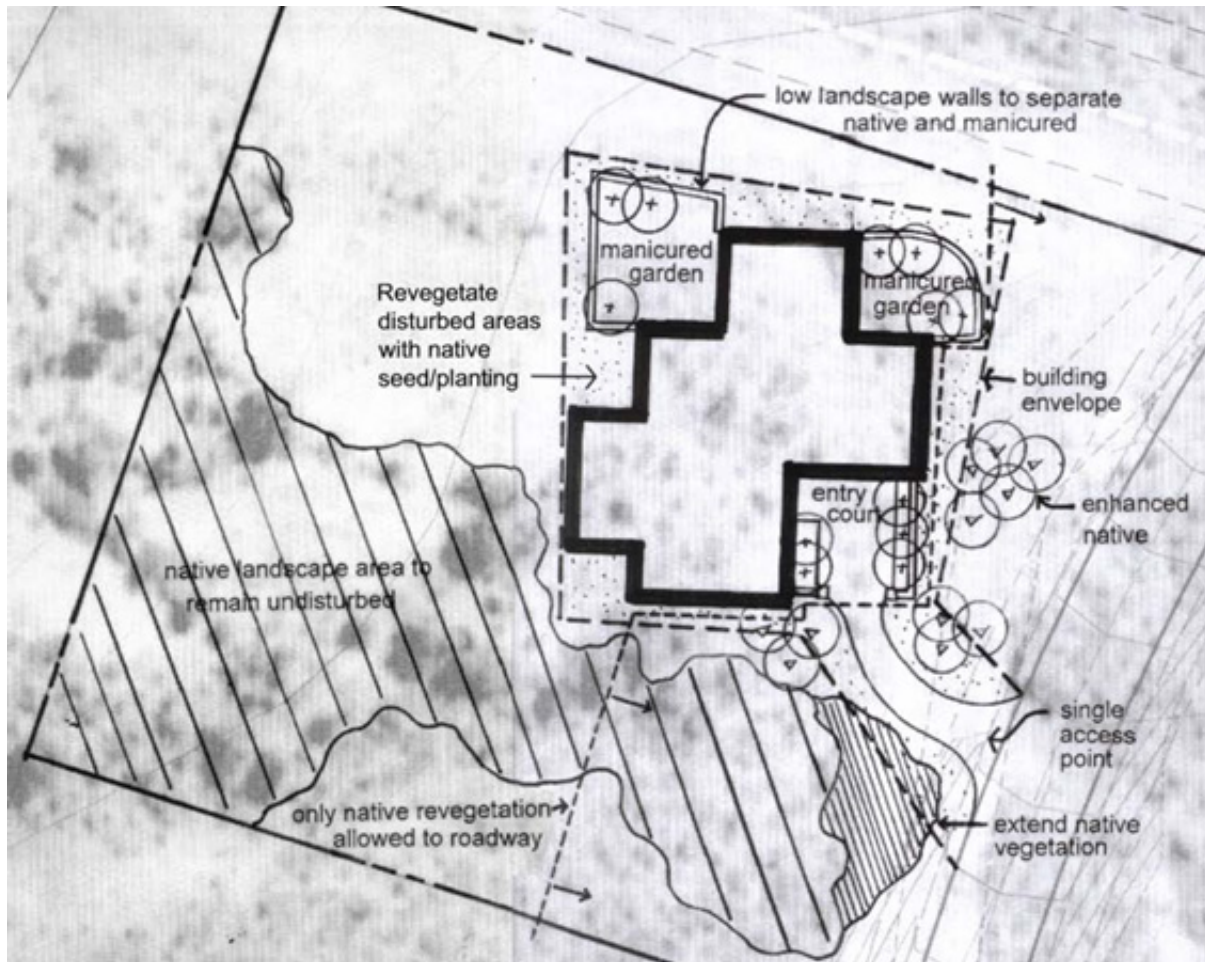 low landscape walls to separate
native and manicured
manicured
garden
manicured
garden
Revegetate
disturbed areas
with native
seed/planting
building
envelope
entry
court
enhanced
native
native landscape area to
remain undisturbed
single
access
point
only native revegetation
allowed to roadway
extend native
vegetation